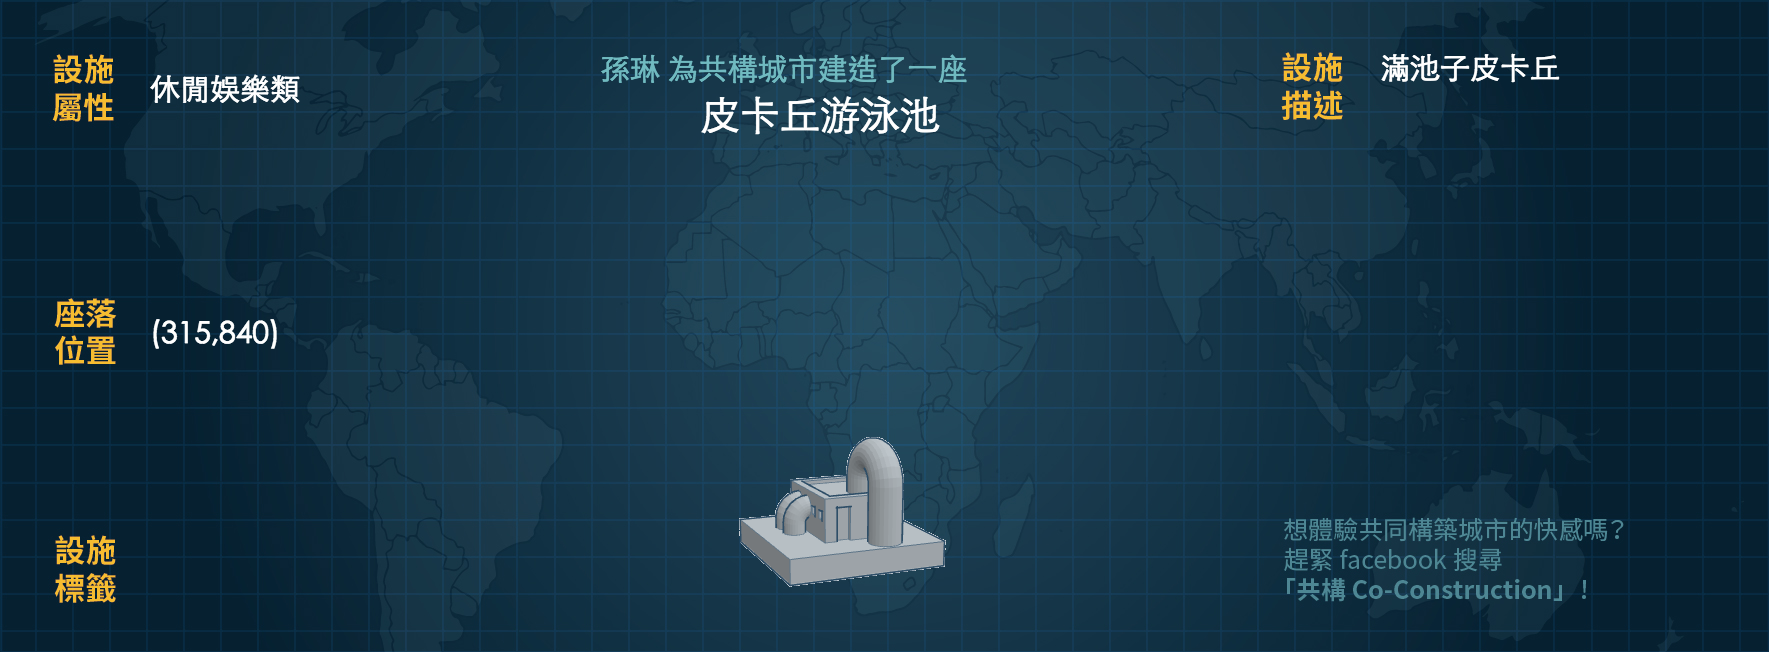 設施
屬性
休閒娛樂類
孫琳 為共構城市建造了一座
皮卡丘游泳池
設施
描述
滿池子皮卡丘
座落
位置
(315,840)
設施
標籤
想體驗共同構築城市的快感嗎？
趕緊 facebook 搜尋
「共構 Co-Construction」！